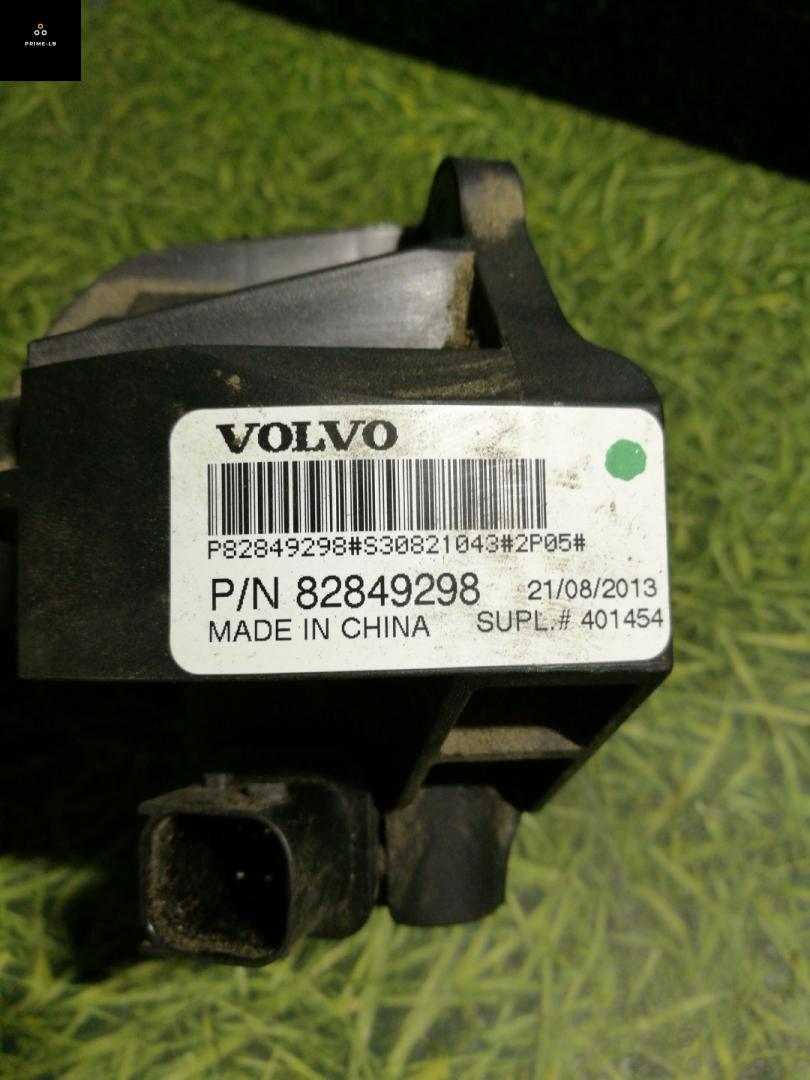 PRIME-LB
VOLVO
P82849298#S30821043#2P05#
P/N 82849298 21/08/2013
MADE IN CHINA SUPL.# 401454